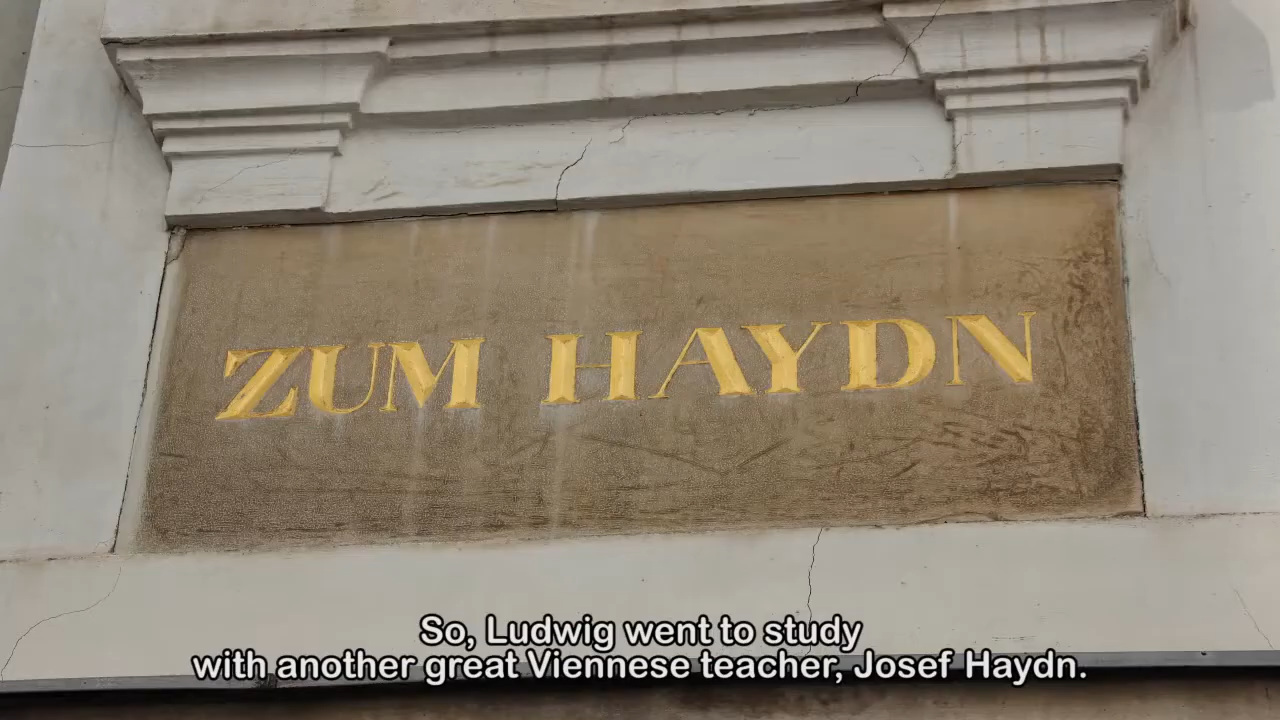 ZUM HAYDN
So, Ludwig went to study
with another great Viennese teacher, Josef Haydn.